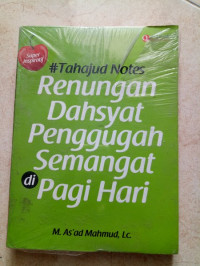 Super
Inspiring!
#Tahajud Notes
Renungan
Dahsyat
Penggugah
Semangat
di Pagi Hari
M. As'ad Mahmud, Lc.